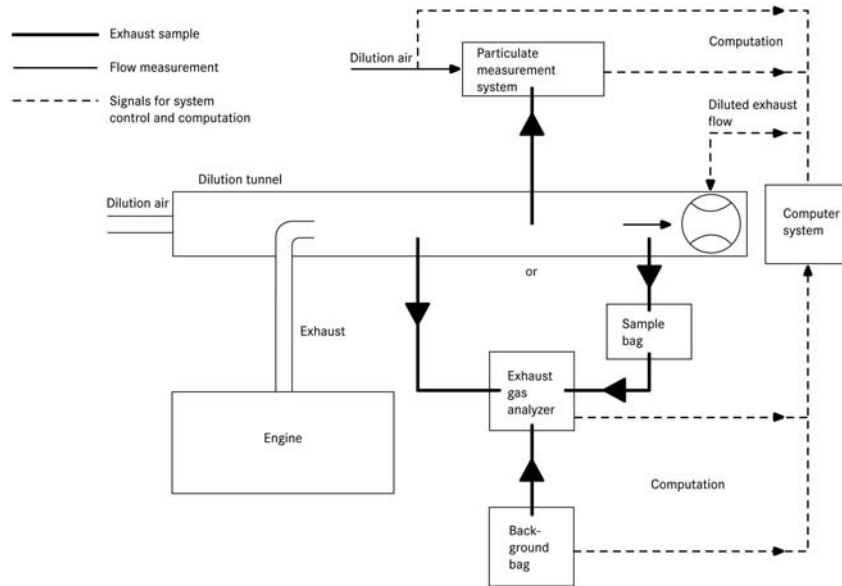 Exhaust sample
Flow measurement
Signals for system
control and computation
Dilution air
Particulate
measurement
system
Computation
Diluted exhaust
flow
Dilution tunnel
Dilution air
Computer
system
or
Exhaust
Sample
bag
Exhaust
gas
analyzer
Engine
Computation
Back-
ground
bag